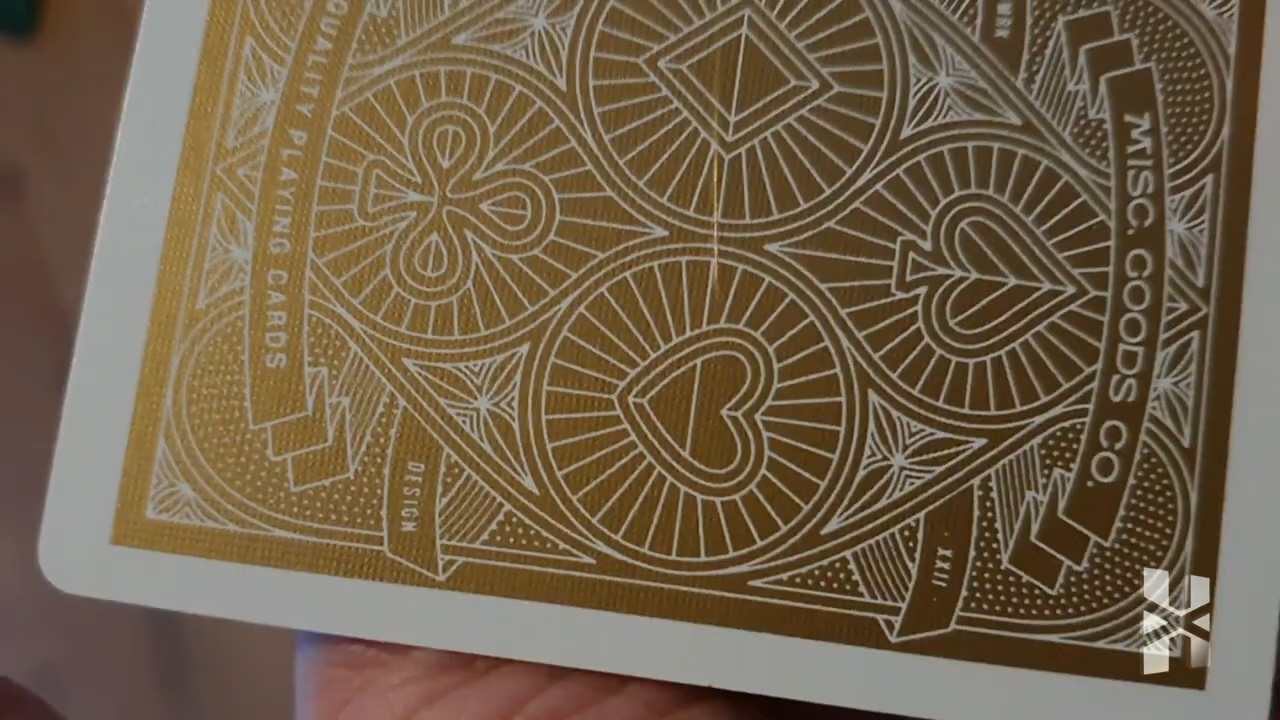 MISC. GOODS CO.
QUALITY PLAYING CARDS
DESIGN
· XXII ·